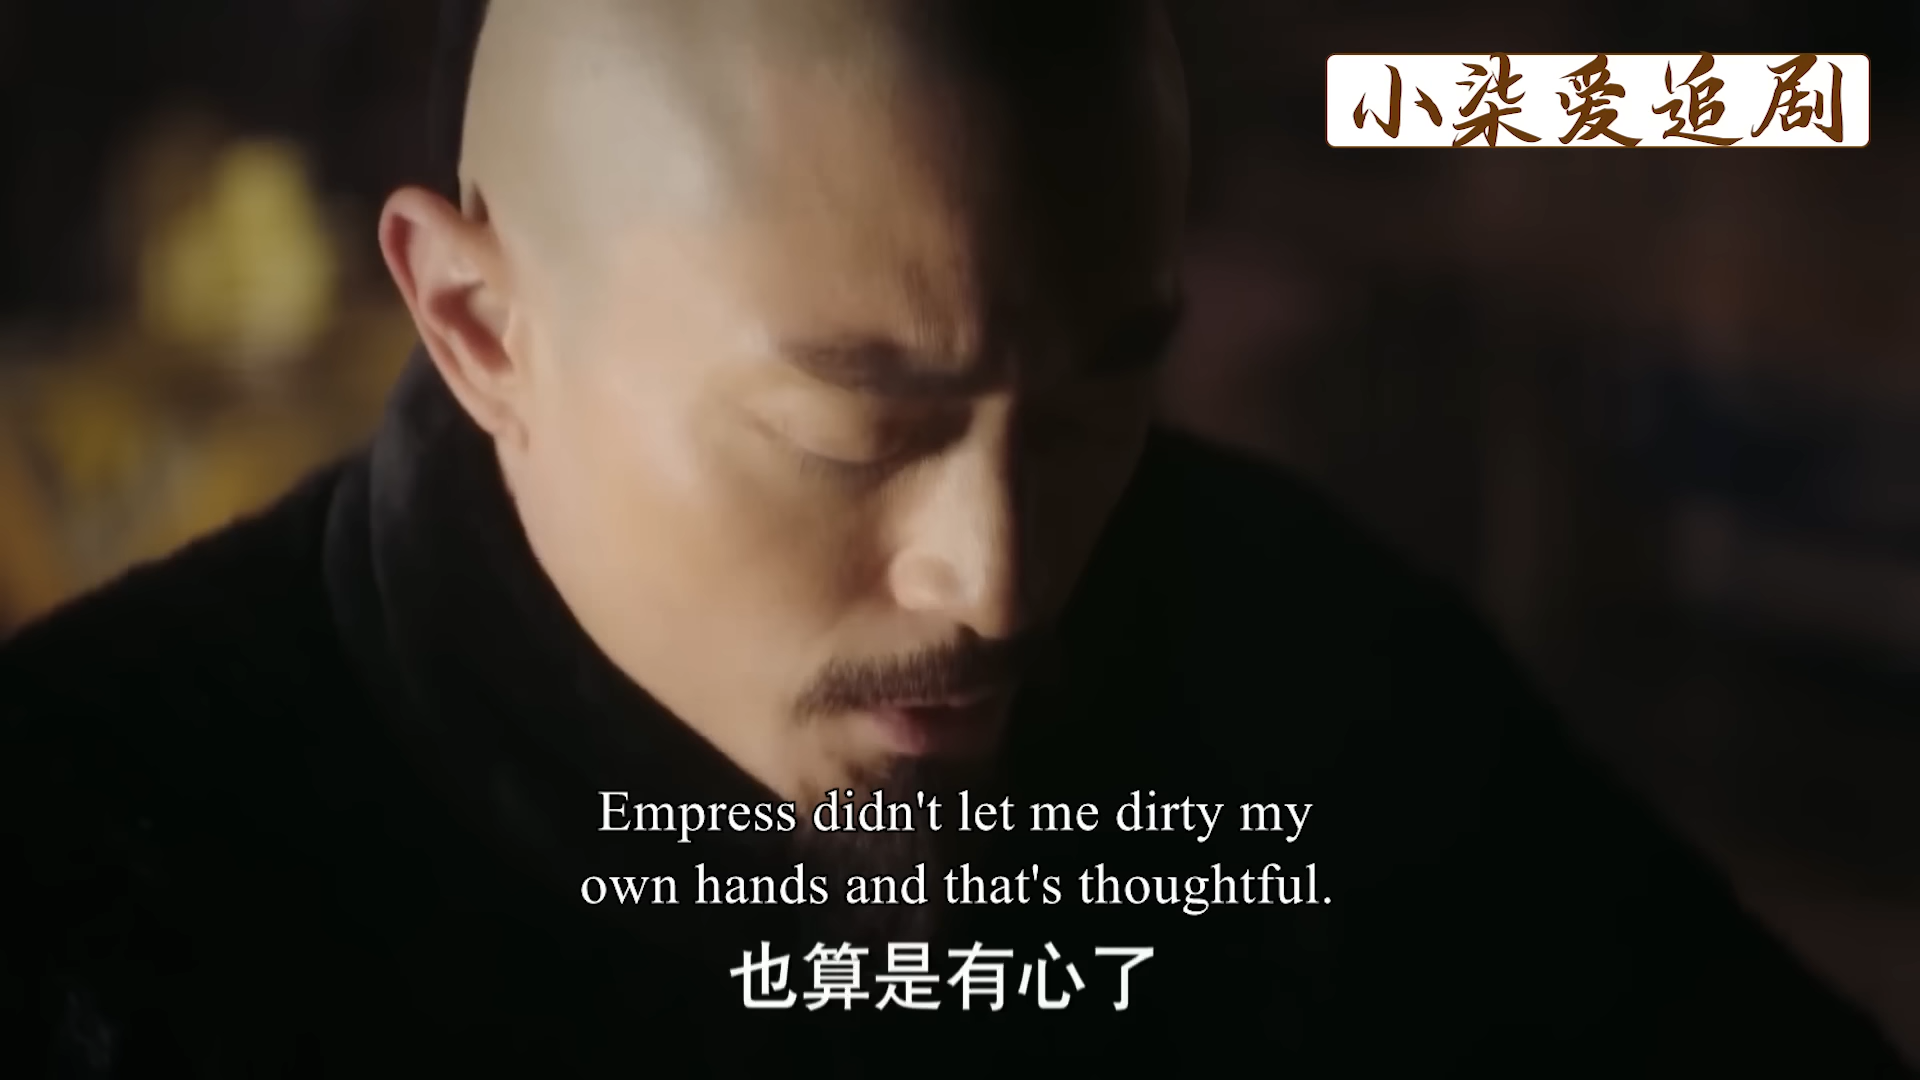 小柒爱追剧
Empress didn't let me dirty my
own hands and that's thoughtful.
也算是有心了